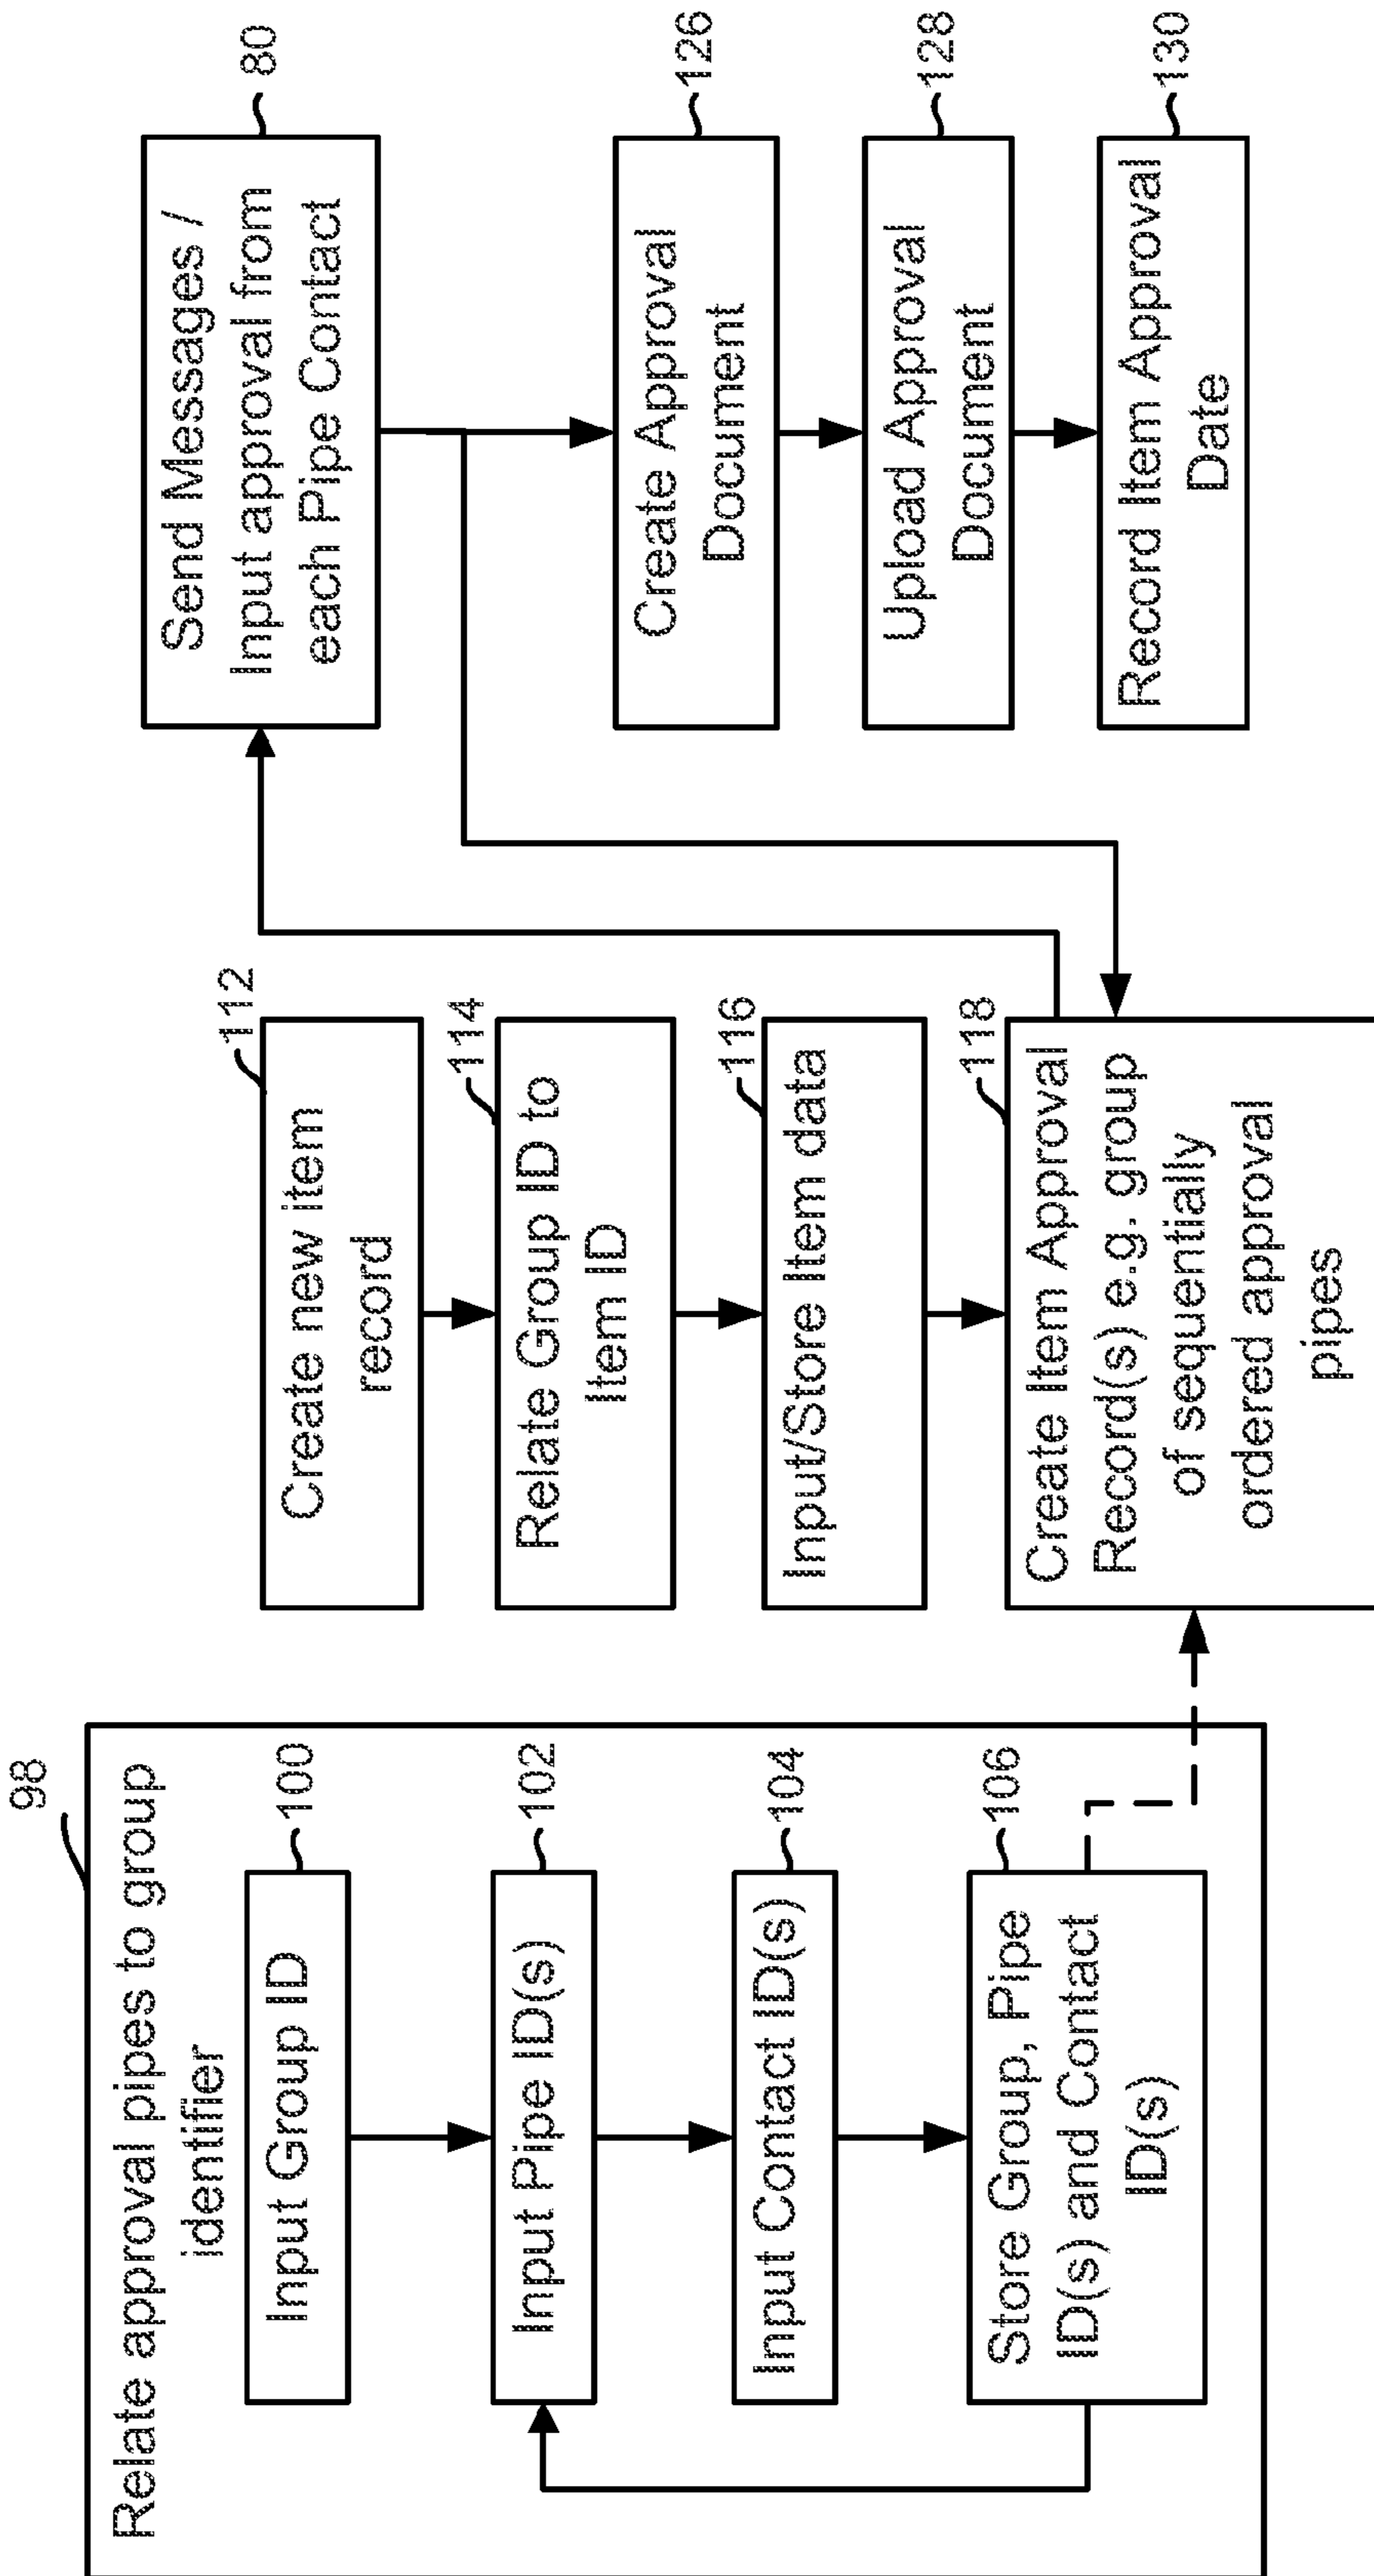 98
Relate approval pipes to group
identifier
Input Group ID
100
Input Pipe ID(s)
102
Input Contact ID(s)
104
Store Group, Pipe
ID(s) and Contact
ID(s)
106
112
Create new item
record
114
Relate Group ID to
Item ID
116
Input/Store Item data
118
Create Item Approval
Record(s) e.g. group
of sequentially
ordered approval
pipes
Send Messages /
Input approval from
each Pipe Contact
80
Create Approval
Document
126
Upload Approval
Document
128
Record Item Approval
Date
130